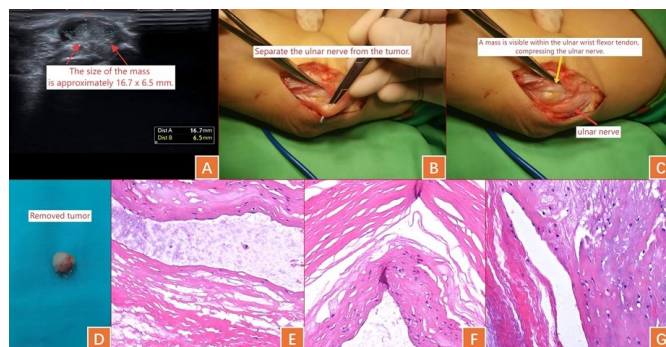 The size of the mass
is approximately 16.7 x 6.5 mm.
Dist A 16.7mm
Dist B 6.5mm
A
Separate the ulnar nerve from the tumor.
B
A mass is visible within the ulnar wrist flexor tendon,
compressing the ulnar nerve.
ulnar nerve
C
Removed tumor
D
E
F
G